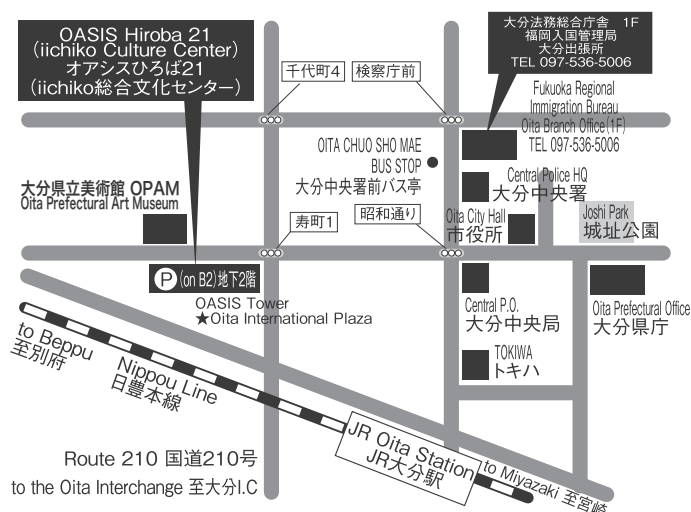 OASIS Hiroba 21
(iichiko Culture Center)
オアシスひろば21
(iichiko総合文化センター)
千代町4
検察庁前
大分法務総合庁舎 1F
福岡入国管理局
大分出張所
TEL 097-536-5006
Fukuoka Regional
Immigration Bureau
Oita Branch Office(1F)
TEL 097-536-5006
OITA CHUO SHO MAE
BUS STOP
大分中央署前バス亭
Central Police HQ
大分中央署
大分県立美術館 OPAM
Oita Prefectural Art Museum
寿町1
昭和通り
Oita City Hall
市役所
Joshi Park
城址公園
P (on B2)地下2階
OASIS Tower
★Oita International Plaza
Central P.O.
大分中央局
Oita Prefectural Office
大分県庁
TOKIWA
トキハ
to Beppu
至別府
Nippou Line
日豊本線
JR Oita Station
JR大分駅
to Miyazaki 至宮崎
Route 210 国道210号
to the Oita Interchange 至大分I.C